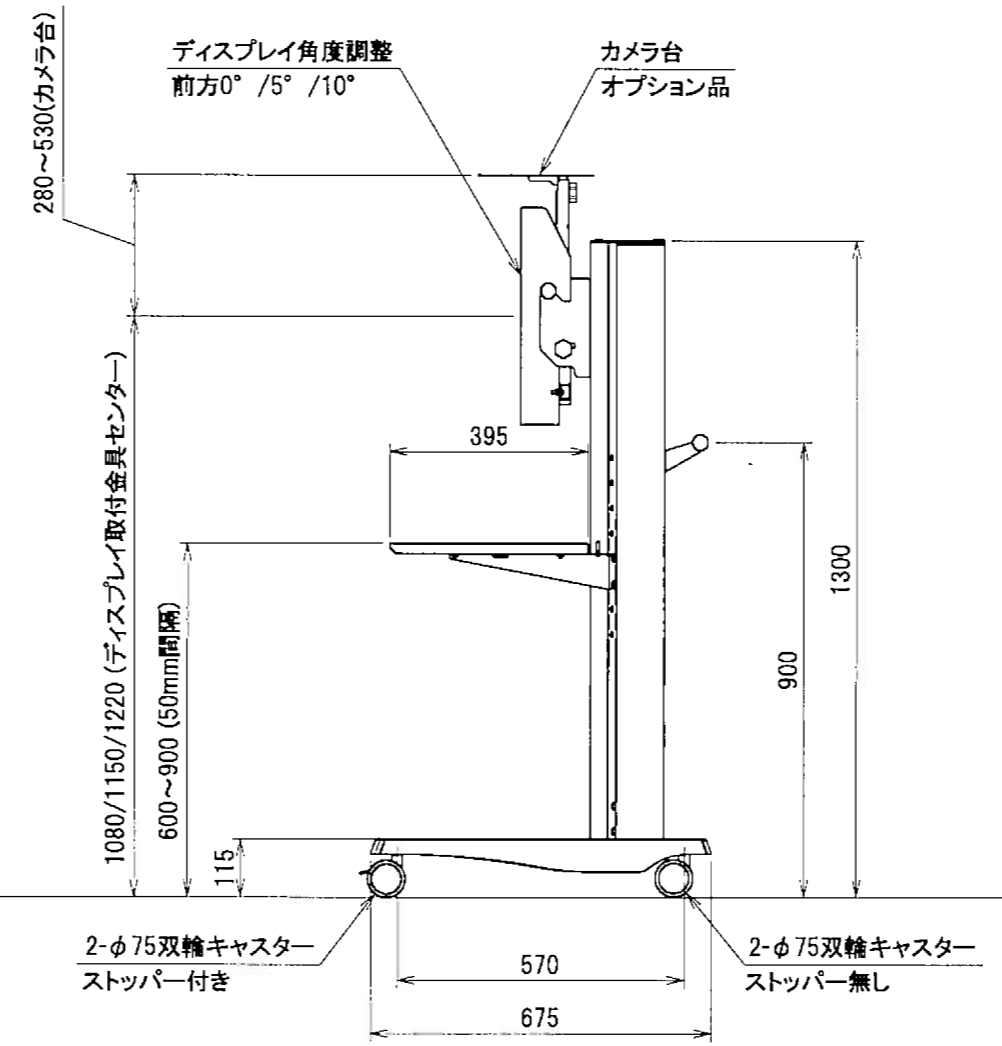 ディスプレイ角度調整
前方0° /5° /10°
カメラ台
オプション品
280～530(カメラ台)
1080/1150/1220 (ディスプレイ取付金具センター)
600～900 (50mm間隔)
395
1300
900
115
2-φ75双輪キャスター
ストッパー付き
2-φ75双輪キャスター
ストッパー無し
570
675